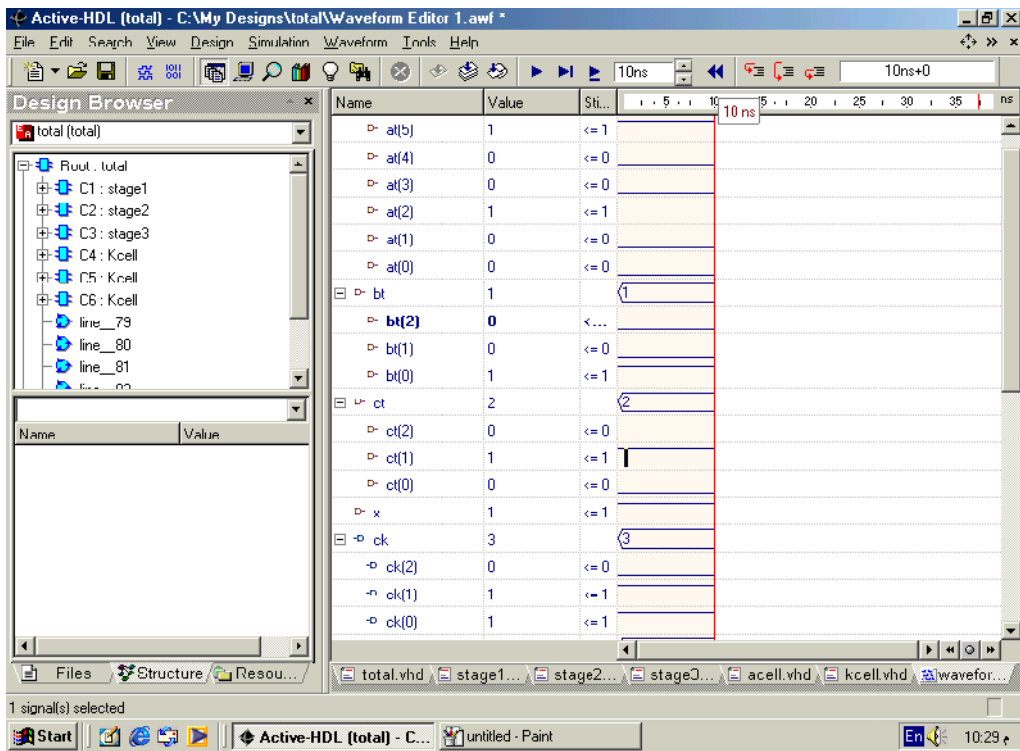 Active-HDL (total) - C:\My Designs\total\Waveform Editor 1.awf *
File Edit Search View Design Simulation Waveform Tools Help
10ns 10ns+0
Design Browser
total (total)
Root : total
C1 : stage1
C2 : stage2
C3 : stage3
C4 : Kcell
C5 : Kcell
C6 : Kcell
line__79
line__80
line__81
Name Value
Files Structure Resou...
Name Value Sti... 5 10 15 20 25 30 35 ns
10 ns
at(5) 1 <= 1
at(4) 0 <= 0
at(3) 0 <= 0
at(2) 1 <= 1
at(1) 0 <= 0
at(0) 0 <= 0
bt 1 1
bt(2) 0 <...
bt(1) 0 <= 0
bt(0) 1 <= 1
ct 2 2
ct(2) 0 <= 0
ct(1) 1 <= 1
ct(0) 0 <= 0
x 1 <= 1
ck 3 3
ck(2) 0 <= 0
ck(1) 1 <= 1
ck(0) 1 <= 1
total.vhd stage1... stage2... stage3... acell.vhd kcell.vhd wavefor...
1 signal(s) selected
Start Active-HDL (total) - C... untitled - Paint En 10:29 م